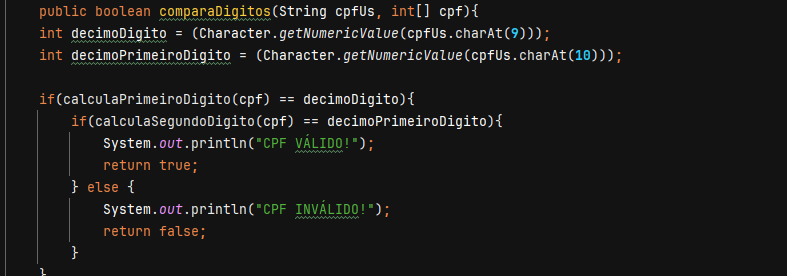 public boolean comparaDigitos(String cpfUs, int[] cpf){
int decimoDigito = (Character.getNumericValue(cpfUs.charAt(9)));
int decimoPrimeiroDigito = (Character.getNumericValue(cpfUs.charAt(10)));
if(calculaPrimeiroDigito(cpf) == decimoDigito){
if(calculaSegundoDigito(cpf) == decimoPrimeiroDigito){
System.out.println("CPF VÁLIDO!");
return true;
} else {
System.out.println("CPF INVÁLIDO!");
return false;
}
}